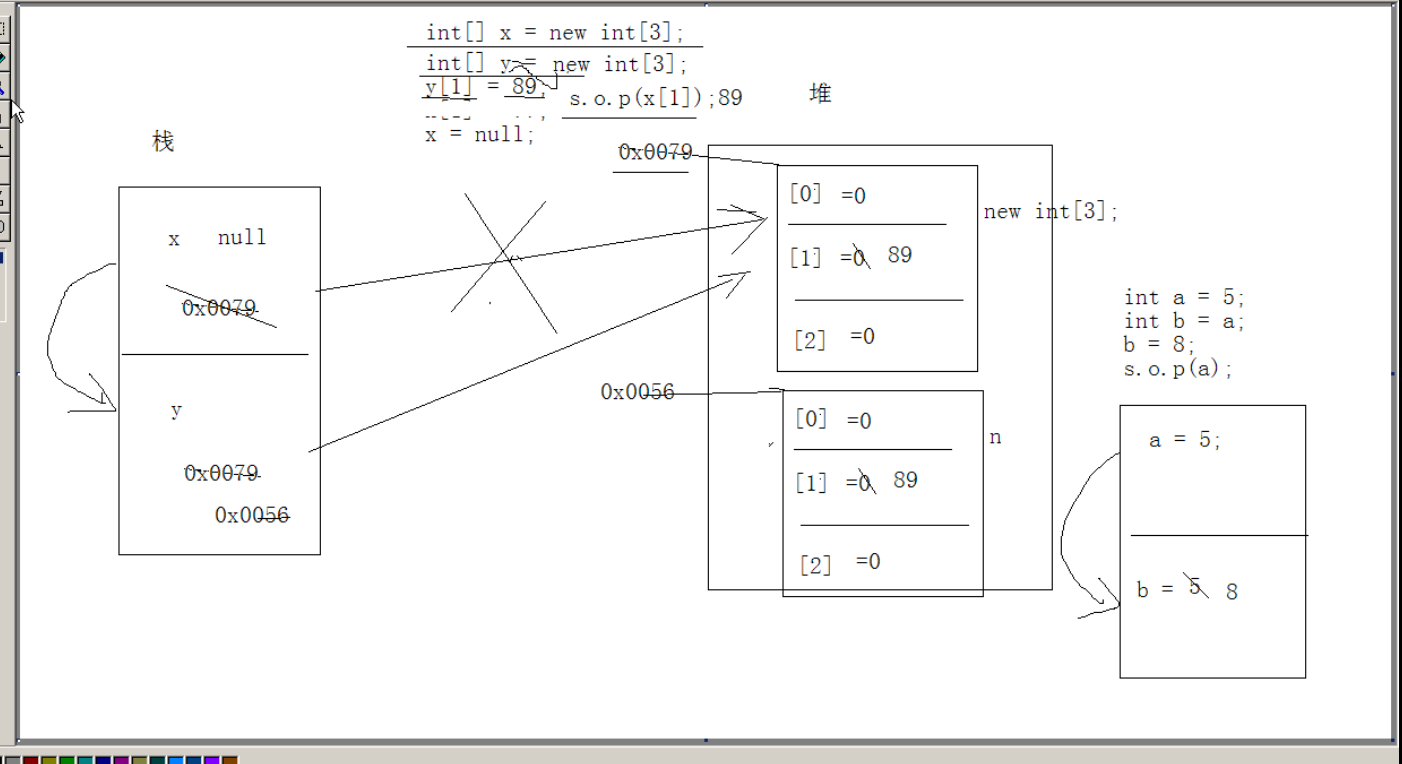 int[] x = new int[3];
int[] y = new int[3];
y[1] = 89;
s.o.p(x[1]);89
x = null;
堆
栈
0x0079
x null
0x0079
y
0x0079
0x0056
[0] =0
new int[3];
[1] =0 89
[2] =0
0x0056
[0] =0
n
[1] =0 89
[2] =0
int a = 5;
int b = a;
b = 8;
s.o.p(a);
a = 5;
b = 5 8